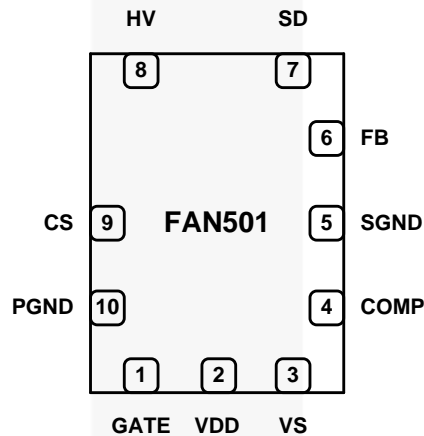 HV SD
8 7
6 FB
CS 9 FAN501 5 SGND
PGND 10 4 COMP
1 2 3
GATE VDD VS